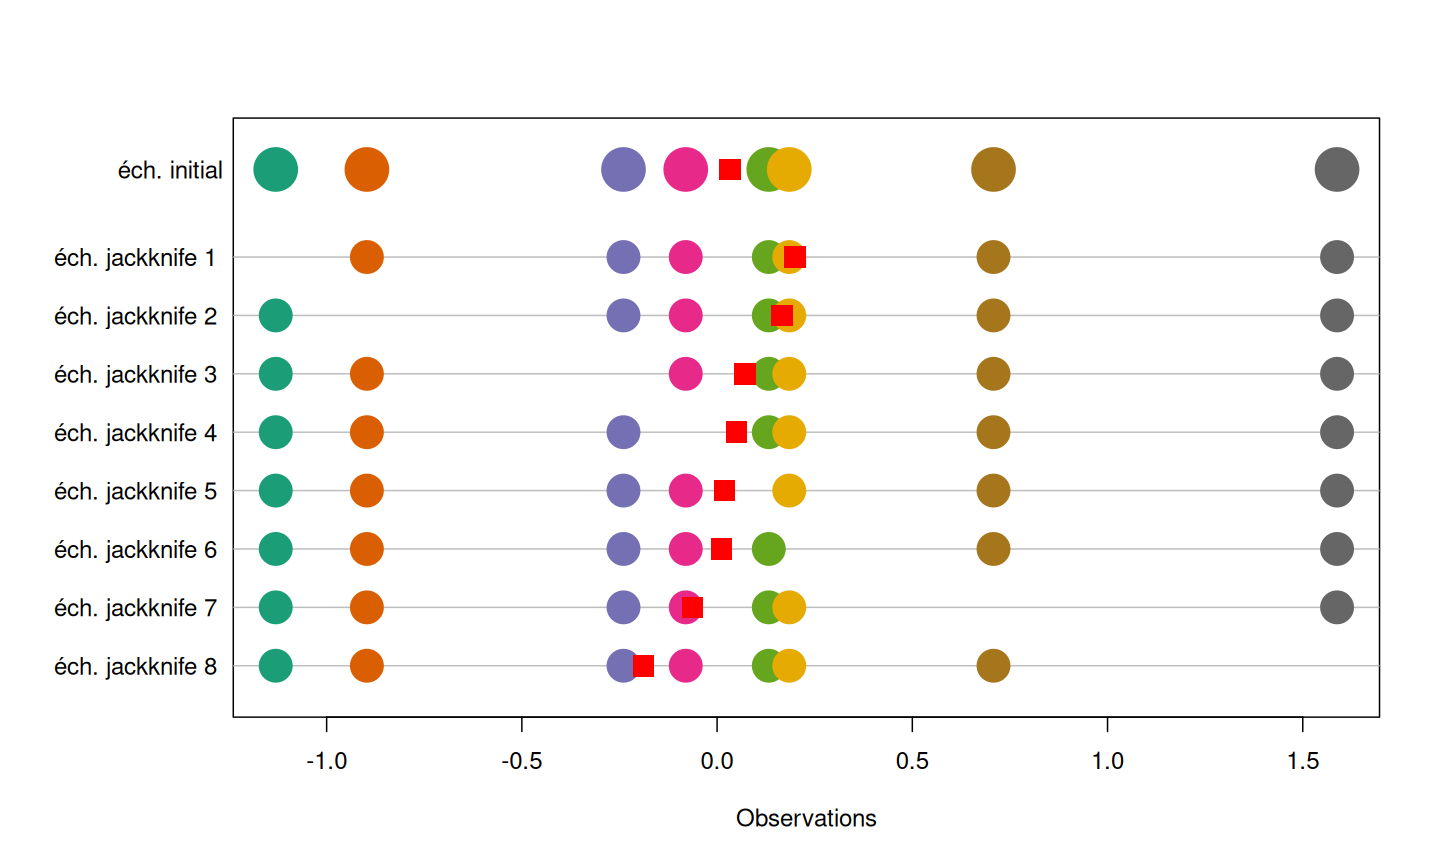 éch. initial
éch. jackknife 1
éch. jackknife 2
éch. jackknife 3
éch. jackknife 4
éch. jackknife 5
éch. jackknife 6
éch. jackknife 7
éch. jackknife 8
-1.0 -0.5 0.0 0.5 1.0 1.5
Observations